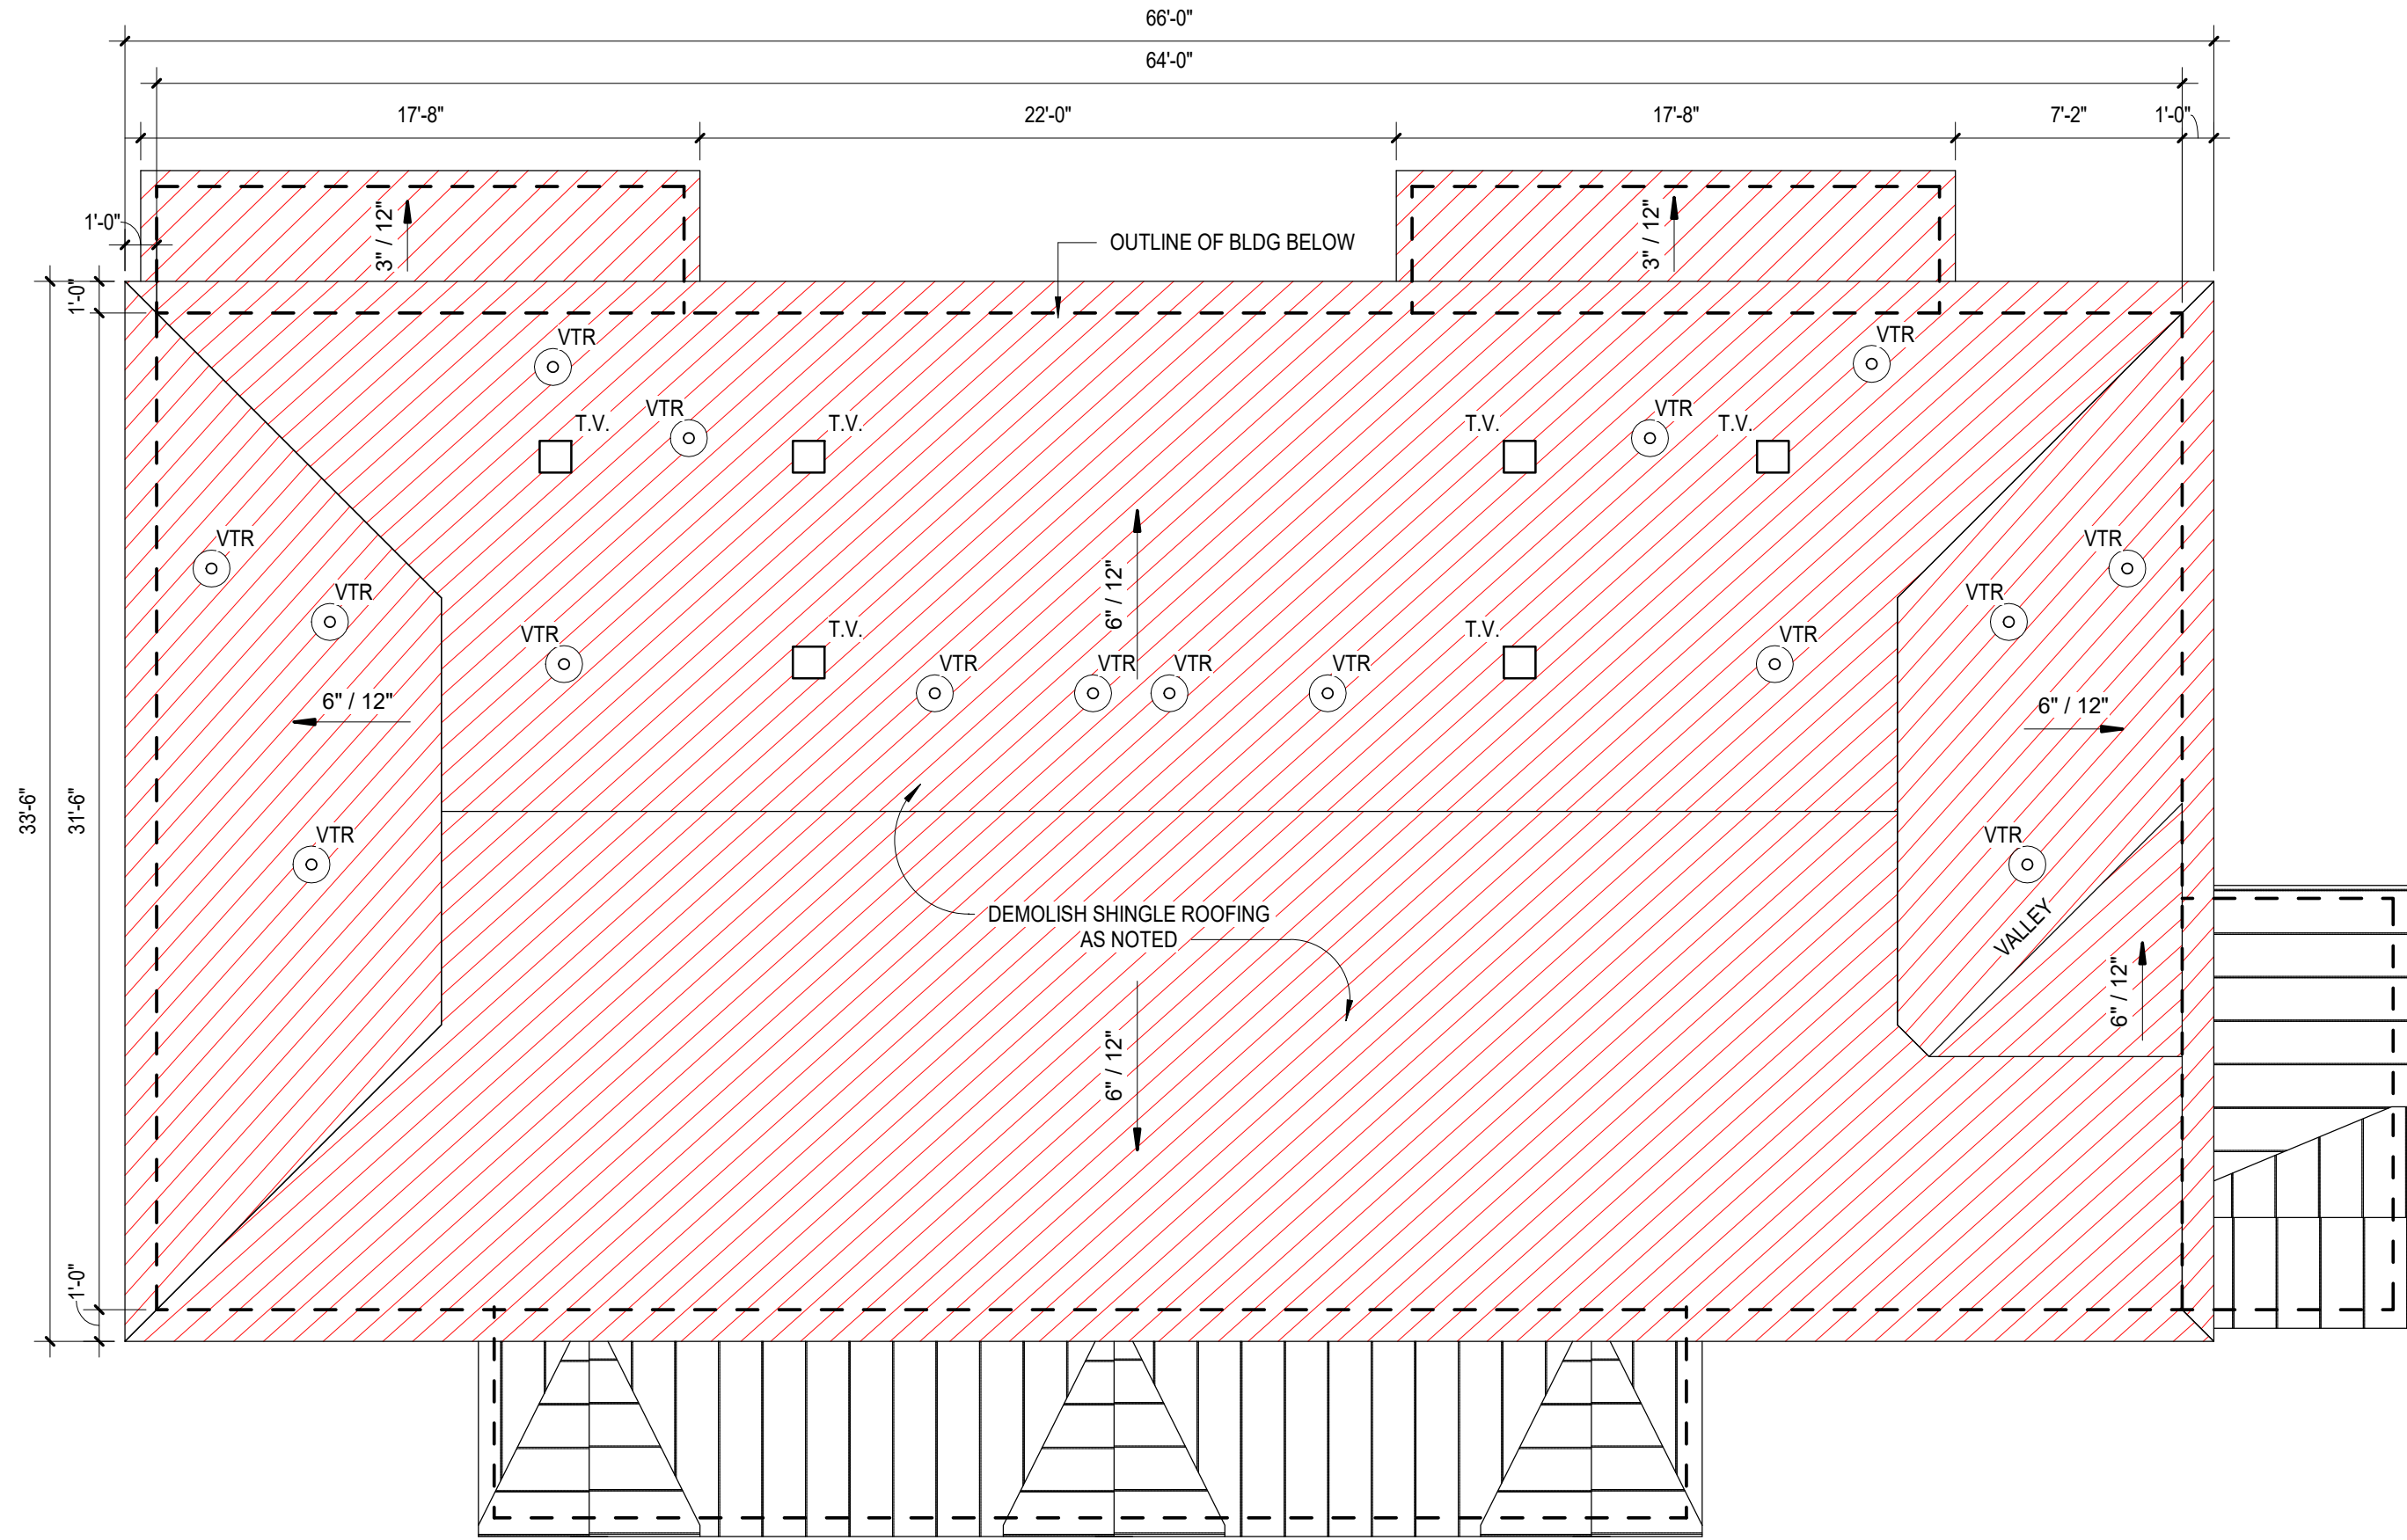 66'-0"
64'-0"
17'-8"
22'-0"
17'-8"
7'-2"
1'-0"
1'-0"
3" / 12"
3" / 12"
OUTLINE OF BLDG BELOW
1'-0"
VTR
VTR
VTR
VTR
T.V.
T.V.
T.V.
T.V.
VTR
VTR
VTR
VTR
6" / 12"
VTR
T.V.
T.V.
VTR
VTR
VTR
VTR
VTR
6" / 12"
6" / 12"
33'-6"
31'-6"
VTR
VTR
DEMOLISH SHINGLE ROOFING
AS NOTED
VALLEY
6" / 12"
6" / 12"
1'-0"